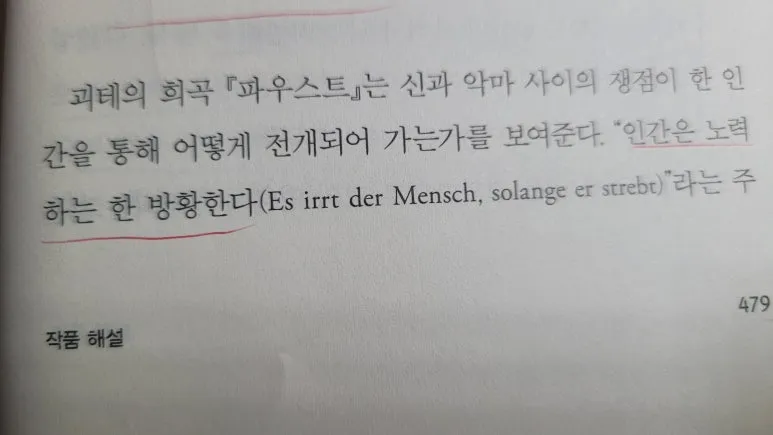 괴테의 희곡 『파우스트』는 신과 악마 사이의 쟁점이 한 인
간을 통해 어떻게 전개되어 가는가를 보여준다. “인간은 노력
하는 한 방황한다(Es irrt der Mensch, solange er strebt)”라는 주
479
작품 해설